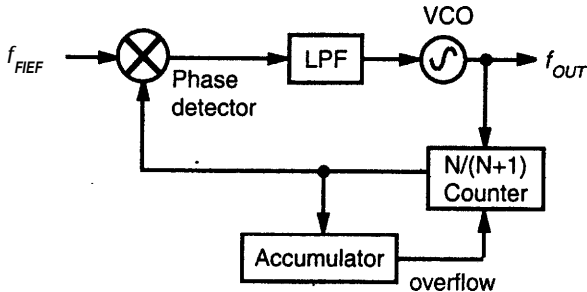 VCO
f_FIEF
LPF
f_OUT
Phase
detector
N/(N+1)
Counter
Accumulator
overflow